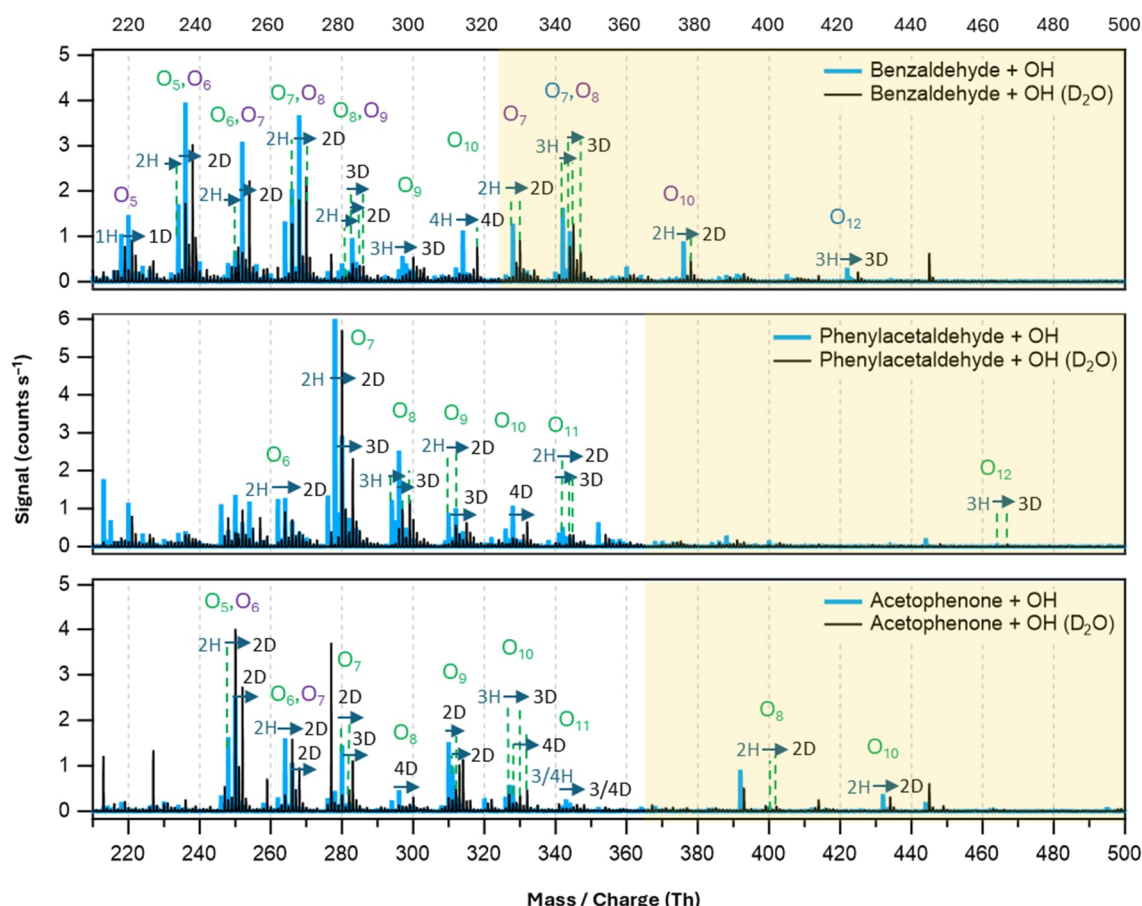 220 240 260 280 300 320 340 360 380 400 420 440 460 480 500
5
4
3
2
1
0
Benzaldehyde + OH
Benzaldehyde + OH (D₂O)
O₅
1H 1D
O₅,O₆
2H 2D
O₆,O₇
2H 2D
O₇,O₈
2H 2D
O₈,O₉
3D
2H 2D
O₉
3H 3D
O₁₀
4H 4D
O₇
2H 2D
O₇,O₈
3H 3D
O₁₀
2H 2D
O₁₂
3H 3D
Signal (counts s⁻¹)
6
5
4
3
2
1
0
Phenylacetaldehyde + OH
Phenylacetaldehyde + OH (D₂O)
O₆
2H 2D
O₇
2H 2D
3D
O₈
3H 3D
O₉
2H 2D
3D
O₁₀
4D
O₁₁
2H 2D
3D
O₁₂
3H 3D
5
4
3
2
1
0
Acetophenone + OH
Acetophenone + OH (D₂O)
O₅,O₆
2H 2D
2D
O₆,O₇
2H 2D
2D
O₇
2D
3D
O₈
4D
O₉
2D
2D
O₁₀
3H 3D
4D
O₁₁
3/4H 3/4D
O₈
2H 2D
O₁₀
2H 2D
220 240 260 280 300 320 340 360 380 400 420 440 460 480 500
Mass / Charge (Th)